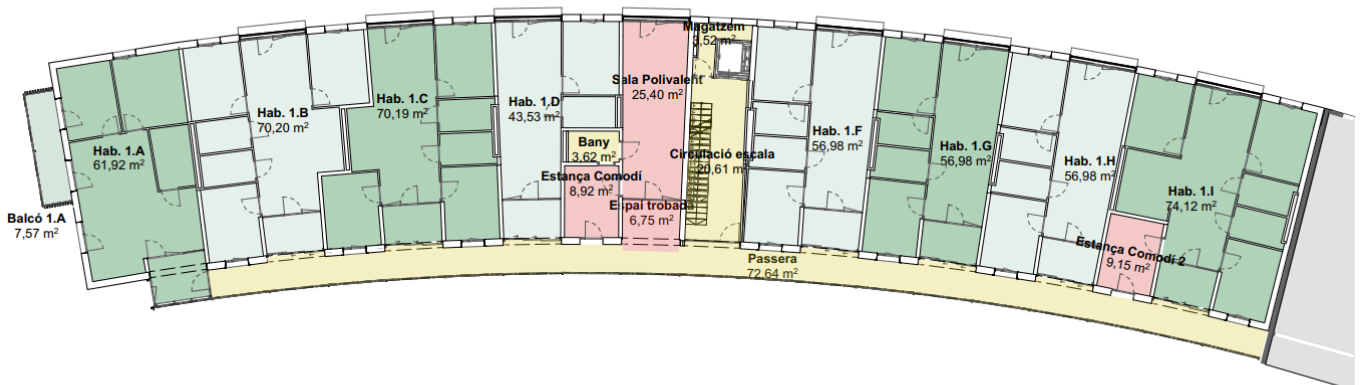 Hab. 1.A
61,92 m²
Balcó 1.A
7,57 m²
Hab. 1.B
70,20 m²
Hab. 1.C
70,19 m²
Hab. 1.D
43,53 m²
Bany
3,62 m²
Estança Comodí
8,92 m²
Sala Polivalent
25,40 m²
Espai trobada
6,75 m²
Magatzem
3,52 m²
Circulació escala
20,61 m²
Passera
72,64 m²
Hab. 1.F
56,98 m²
Hab. 1.G
56,98 m²
Hab. 1.H
56,98 m²
Estança Comodí 2
9,15 m²
Hab. 1.I
74,12 m²